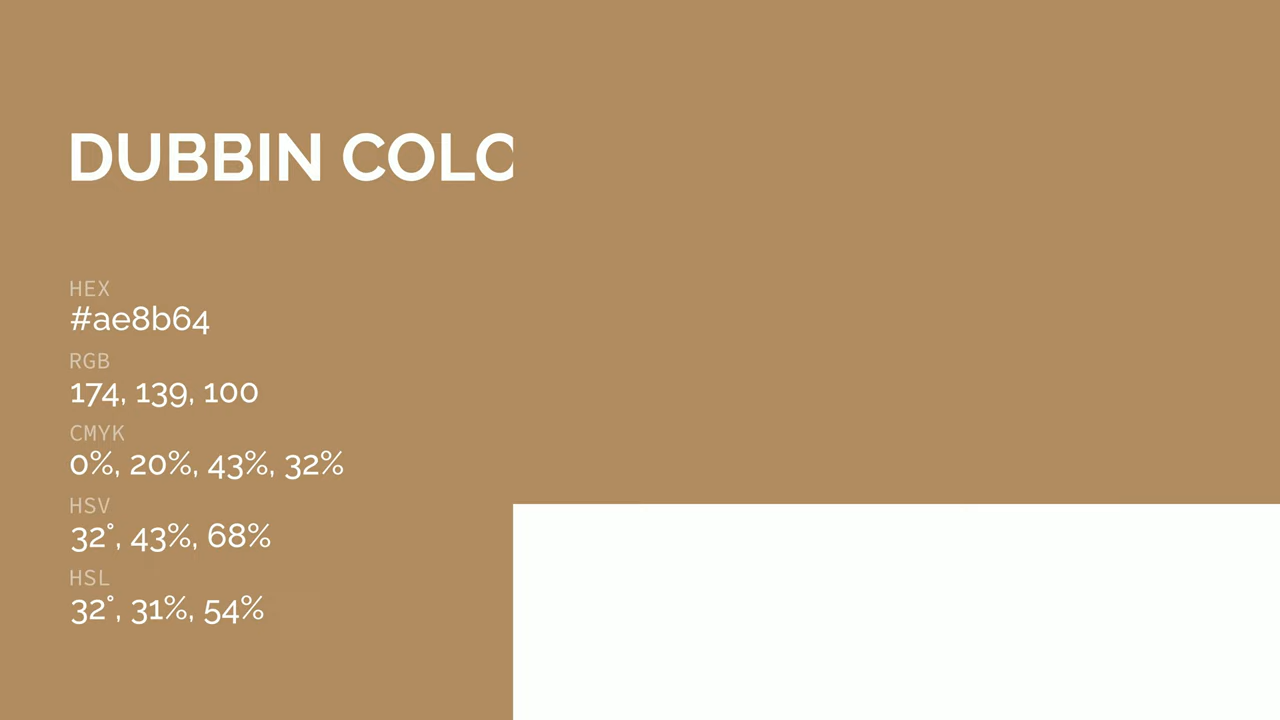 DUBBIN COLO
HEX
#ae8b64
RGB
174, 139, 100
CMYK
0%, 20%, 43%, 32%
HSV
32°, 43%, 68%
HSL
32°, 31%, 54%